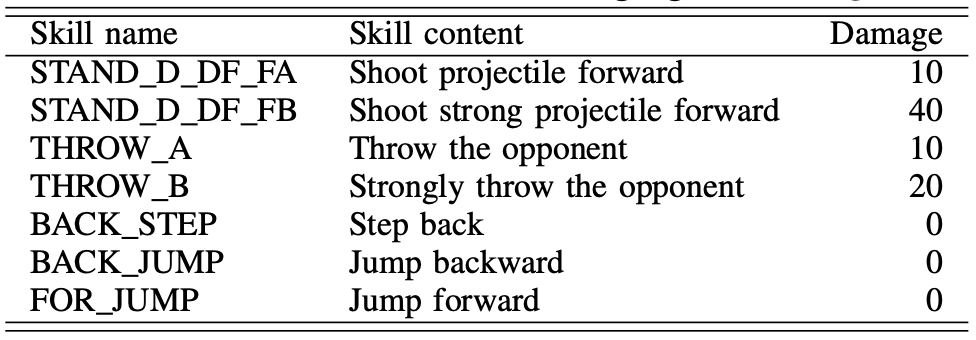 Skill name Skill content Damage
STAND_D_DF_FA Shoot projectile forward 10
STAND_D_DF_FB Shoot strong projectile forward 40
THROW_A Throw the opponent 10
THROW_B Strongly throw the opponent 20
BACK_STEP Step back 0
BACK_JUMP Jump backward 0
FOR_JUMP Jump forward 0